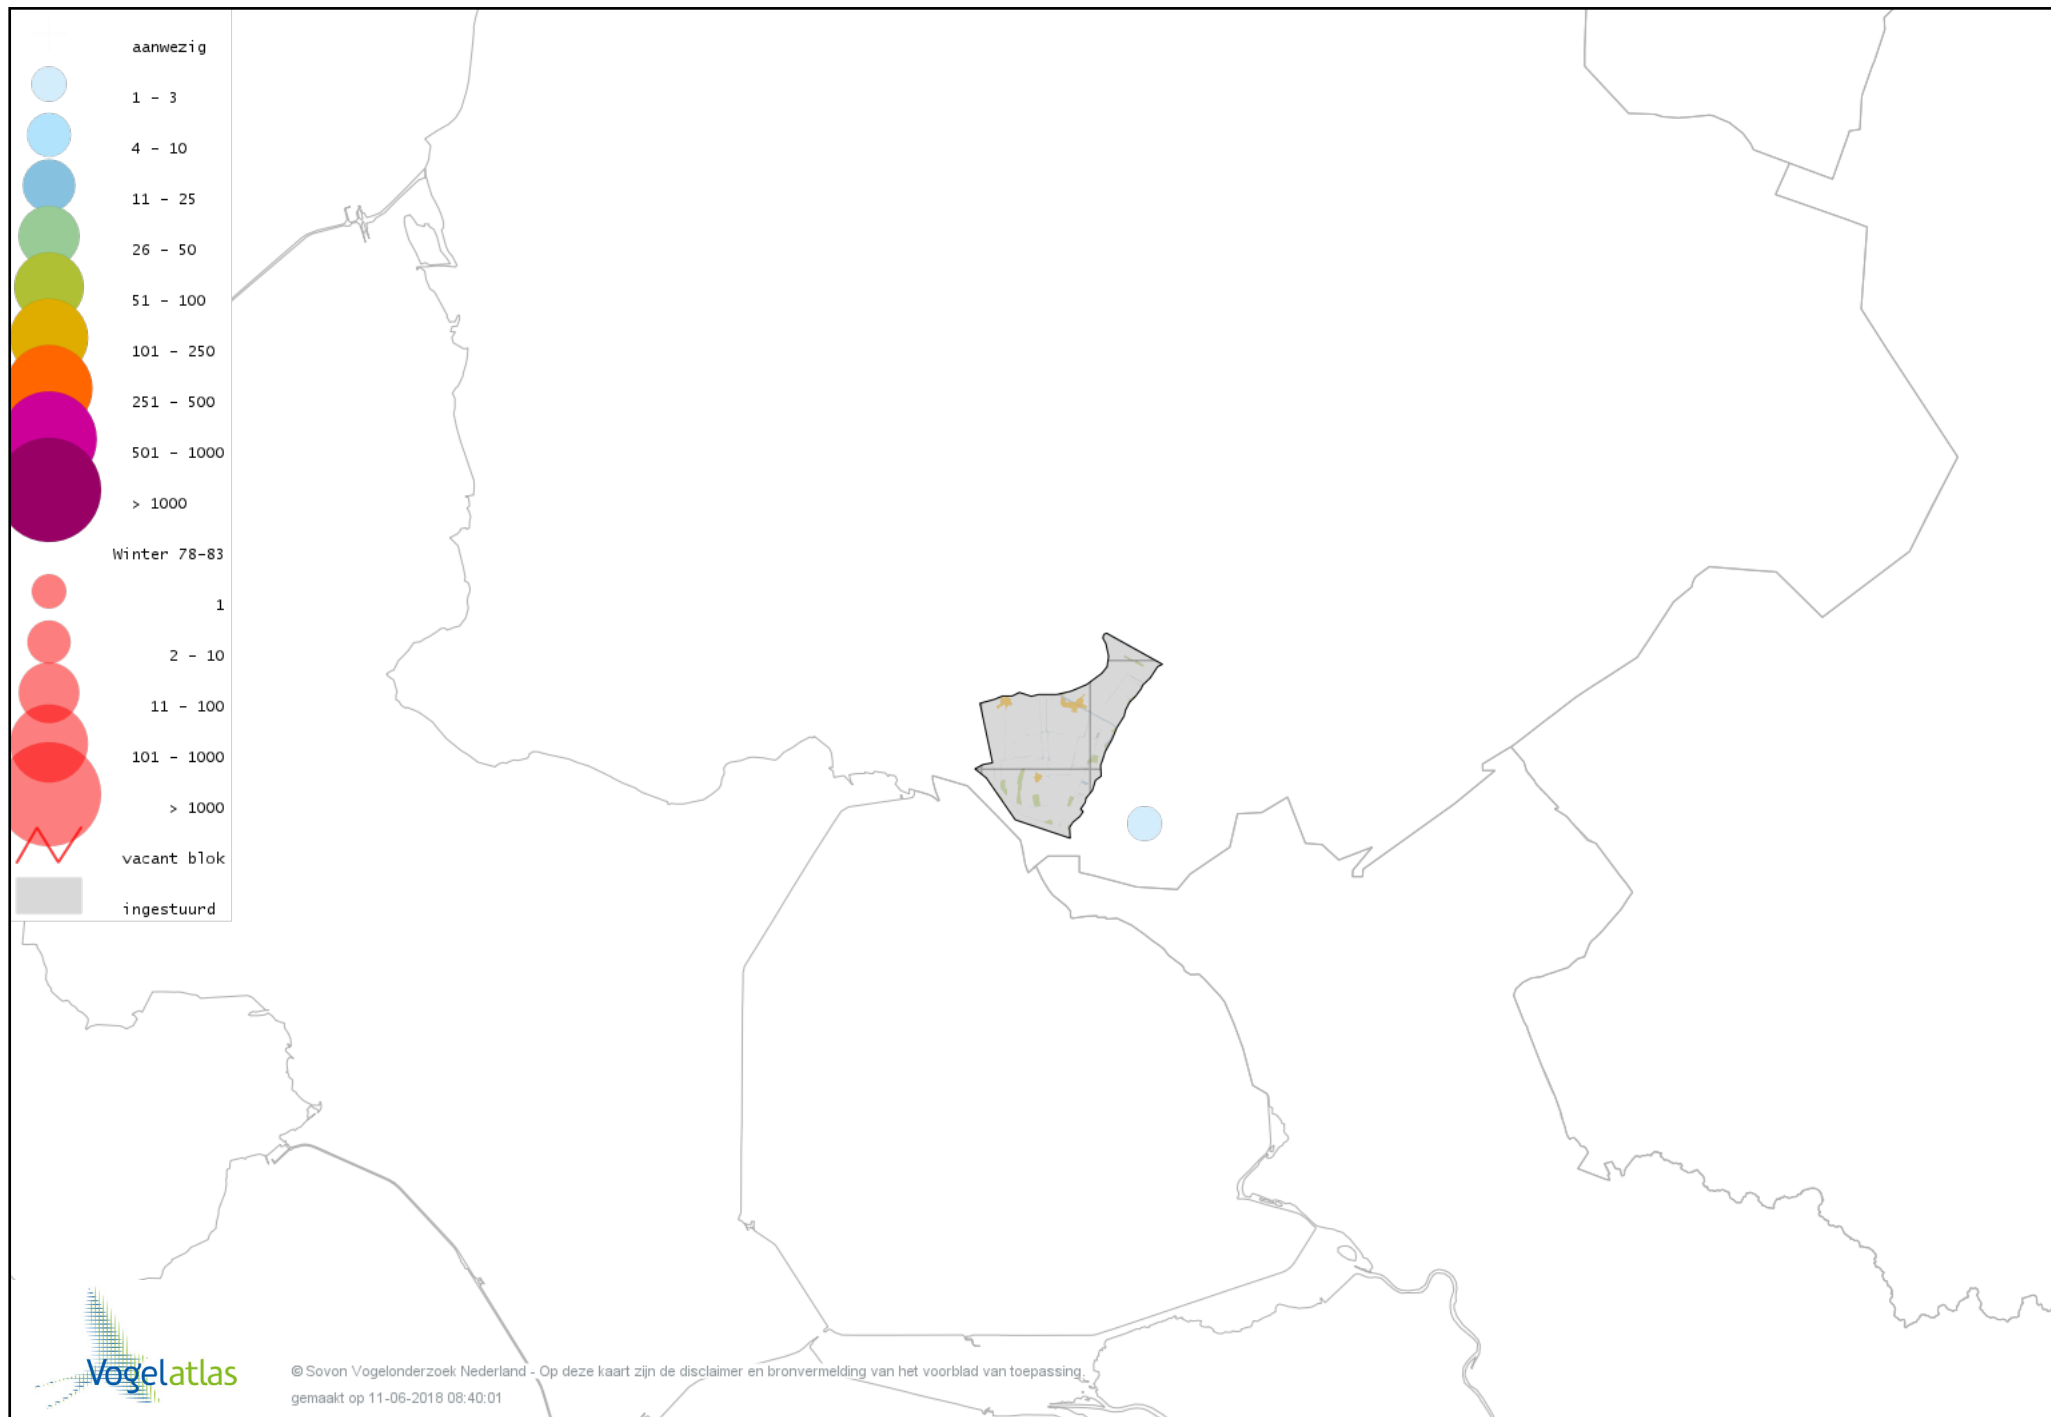 aanwezig
1 - 3
4 - 10
11 - 25
26 - 50
51 - 100
101 - 250
251 - 500
501 - 1000
> 1000
Winter 78-83
1
2 - 10
11 - 100
101 - 1000
> 1000
vacant blok
ingestuurd
Vogelatlas
© Sovon Vogelonderzoek Nederland - Op deze kaart zijn de disclaimer en bronvermelding van het voorblad van toepassing.
gemaakt op 11-06-2018 08:40:01